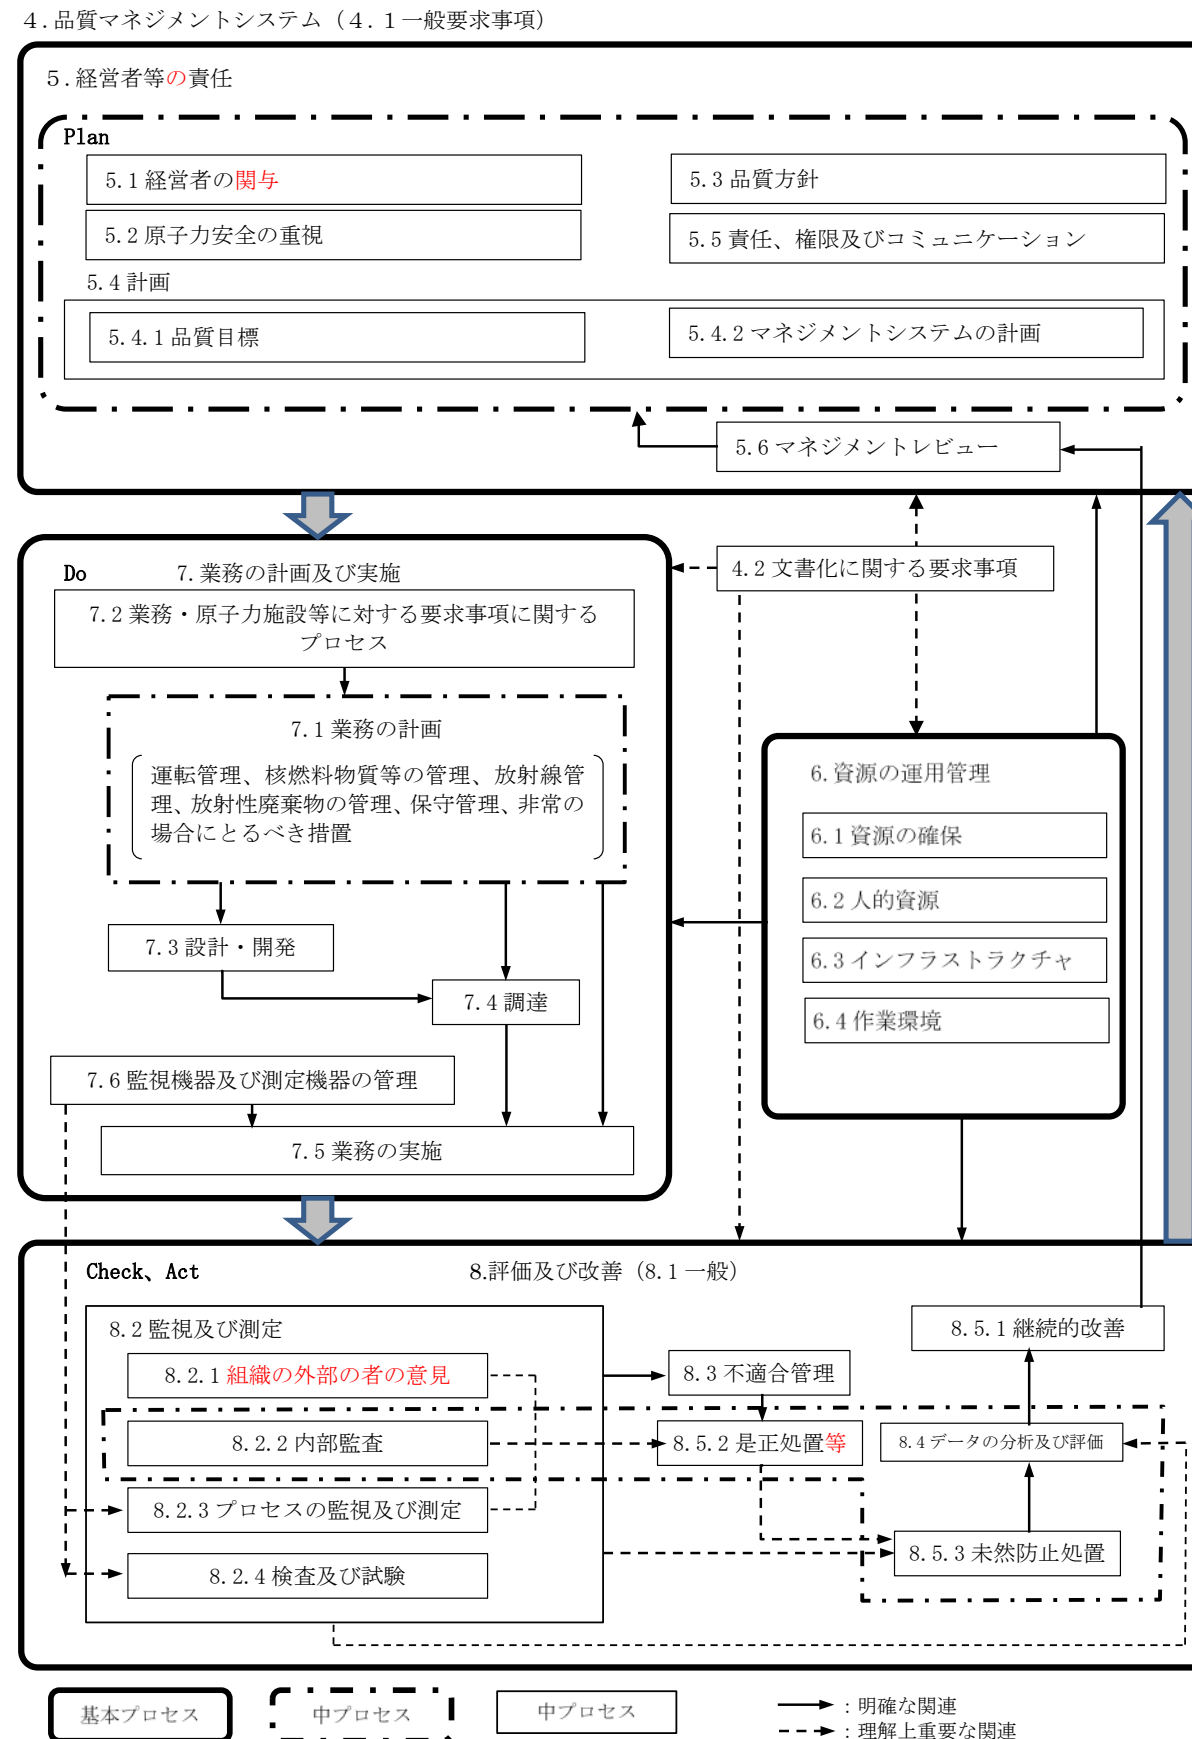 ４.品質マネジメントシステム（４.１一般要求事項）
５.経営者等の責任
Plan
5.1経営者の関与
5.3品質方針
5.2原子力安全の重視
5.5責任、権限及びコミュニケーション
5.4計画
5.4.1品質目標
5.4.2マネジメントシステムの計画
5.6マネジメントレビュー
Do
7.業務の計画及び実施
4.2文書化に関する要求事項
7.2業務・原子力施設等に対する要求事項に関する
プロセス
7.1業務の計画
運転管理、核燃料物質等の管理、放射線管
理、放射性廃棄物の管理、保守管理、非常の
場合にとるべき措置
6.資源の運用管理
6.1資源の確保
6.2人的資源
6.3インフラストラクチャ
6.4作業環境
7.3設計・開発
7.4調達
7.6監視機器及び測定機器の管理
7.5業務の実施
Check、Act
8.評価及び改善（8.1一般）
8.2監視及び測定
8.5.1継続的改善
8.2.1組織の外部の者の意見
8.3不適合管理
8.2.2内部監査
8.5.2是正処置等
8.4データの分析及び評価
8.2.3プロセスの監視及び測定
8.5.3未然防止処置
8.2.4検査及び試験
基本プロセス
中プロセス
中プロセス
：明確な関連
：理解上重要な関連